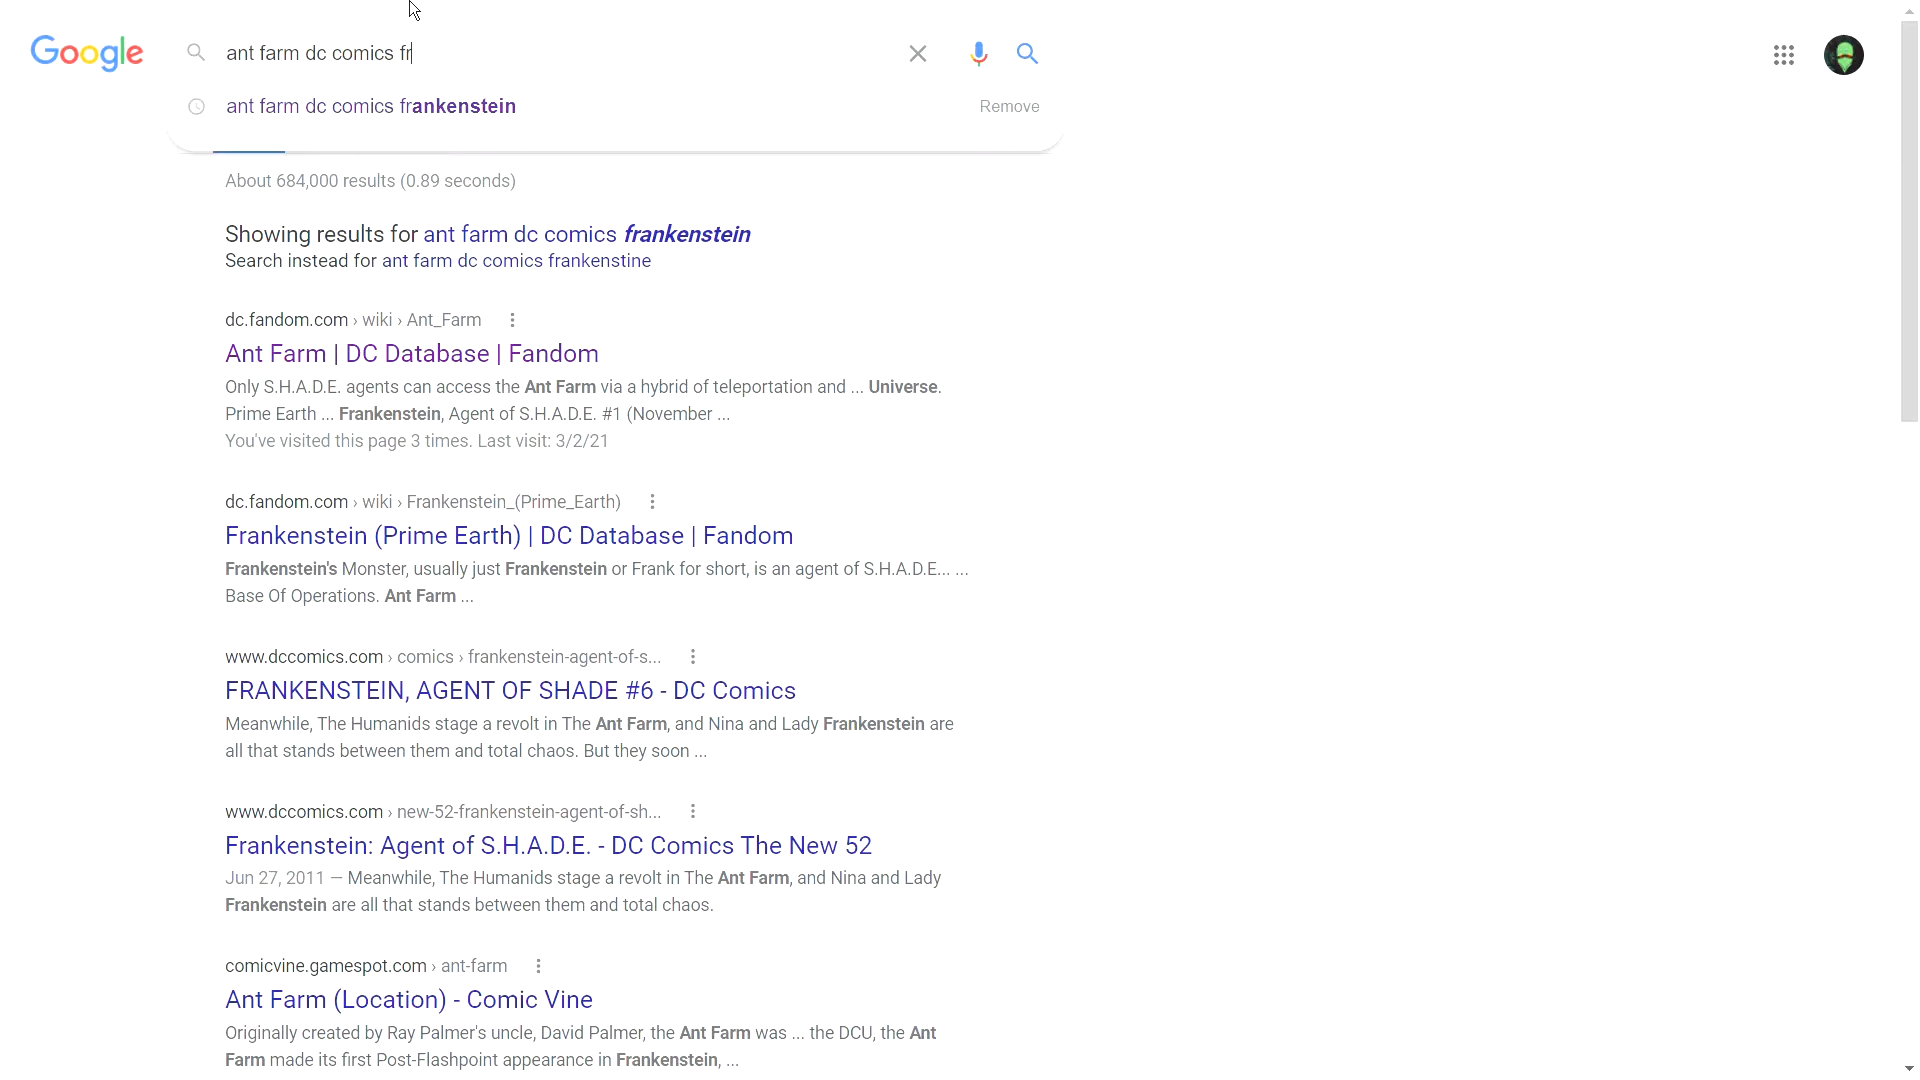 Google
ant farm dc comics fr
ant farm dc comics frankenstein
Remove
About 684,000 results (0.89 seconds)
Showing results for ant farm dc comics frankenstein
Search instead for ant farm dc comics frankenstine
dc.fandom.com › wiki › Ant_Farm
Ant Farm | DC Database | Fandom
Only S.H.A.D.E. agents can access the Ant Farm via a hybrid of teleportation and ... Universe.
Prime Earth ... Frankenstein, Agent of S.H.A.D.E. #1 (November ...
You've visited this page 3 times. Last visit: 3/2/21
dc.fandom.com › wiki › Frankenstein_(Prime_Earth)
Frankenstein (Prime Earth) | DC Database | Fandom
Frankenstein's Monster, usually just Frankenstein or Frank for short, is an agent of S.H.A.D.E... ...
Base Of Operations. Ant Farm ...
www.dccomics.com › comics › frankenstein-agent-of-s...
FRANKENSTEIN, AGENT OF SHADE #6 - DC Comics
Meanwhile, The Humanids stage a revolt in The Ant Farm, and Nina and Lady Frankenstein are
all that stands between them and total chaos. But they soon ...
www.dccomics.com › new-52-frankenstein-agent-of-sh...
Frankenstein: Agent of S.H.A.D.E. - DC Comics The New 52
Jun 27, 2011 — Meanwhile, The Humanids stage a revolt in The Ant Farm, and Nina and Lady
Frankenstein are all that stands between them and total chaos.
comicvine.gamespot.com › ant-farm
Ant Farm (Location) - Comic Vine
Originally created by Ray Palmer's uncle, David Palmer, the Ant Farm was ... the DCU, the Ant
Farm made its first Post-Flashpoint appearance in Frankenstein, ...